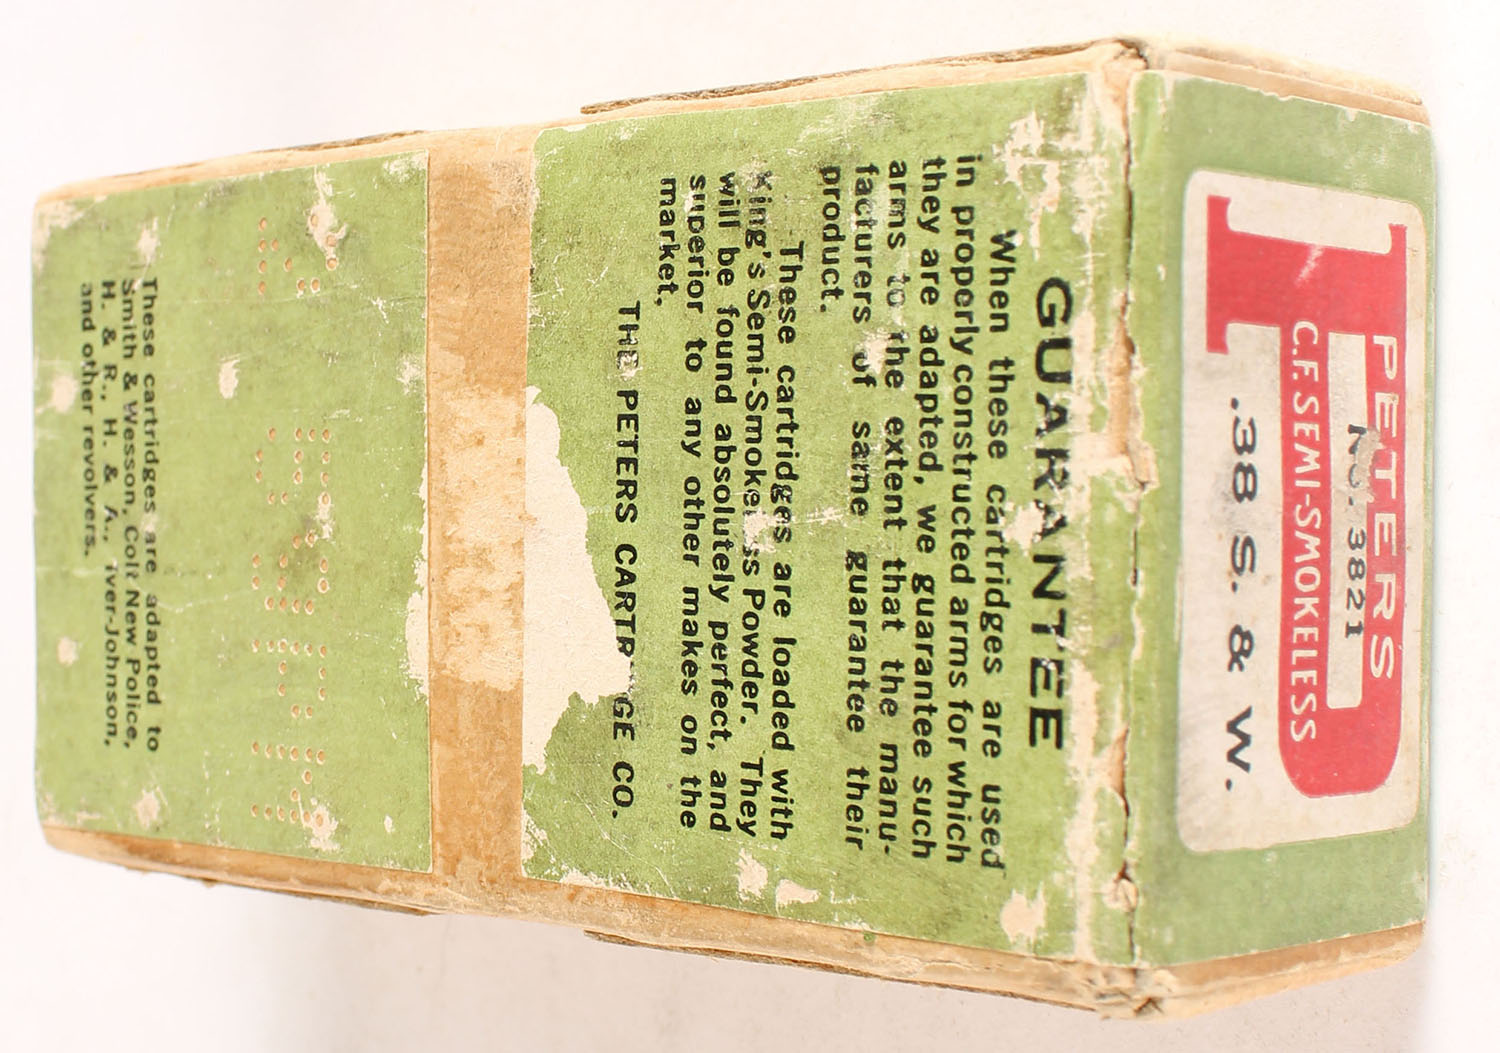 PETERS
No. 3821
C.F. SEMI-SMOKELESS
.38 S. & W.
GUARANTEE
When these cartridges are used
in properly constructed arms for which
they are adapted, we guarantee such
arms to the extent that the manu-
facturers of same guarantee their
product.
These cartridges are loaded with
King's Semi-Smokeless Powder. They
will be found absolutely perfect, and
superior to any other makes on the
market.
THE PETERS CARTRIDGE CO.
These cartridges are adapted to
Smith & Wesson, Colt New Police,
H. & R., H. & A., Iver-Johnson,
and other revolvers.